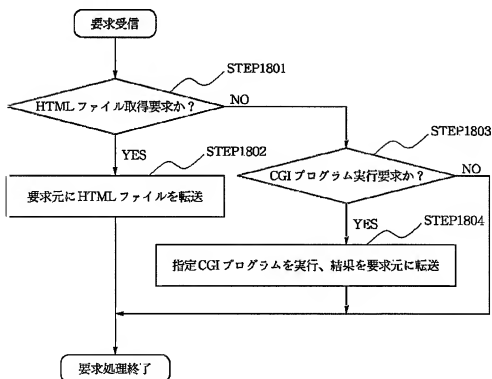 要求受信
STEP1801
HTMLファイル取得要求か？
NO
STEP1803
YES
STEP1802
CGIプログラム実行要求か？
NO
要求元にHTMLファイルを転送
YES
STEP1804
指定CGIプログラムを実行、結果を要求元に転送
要求処理終了